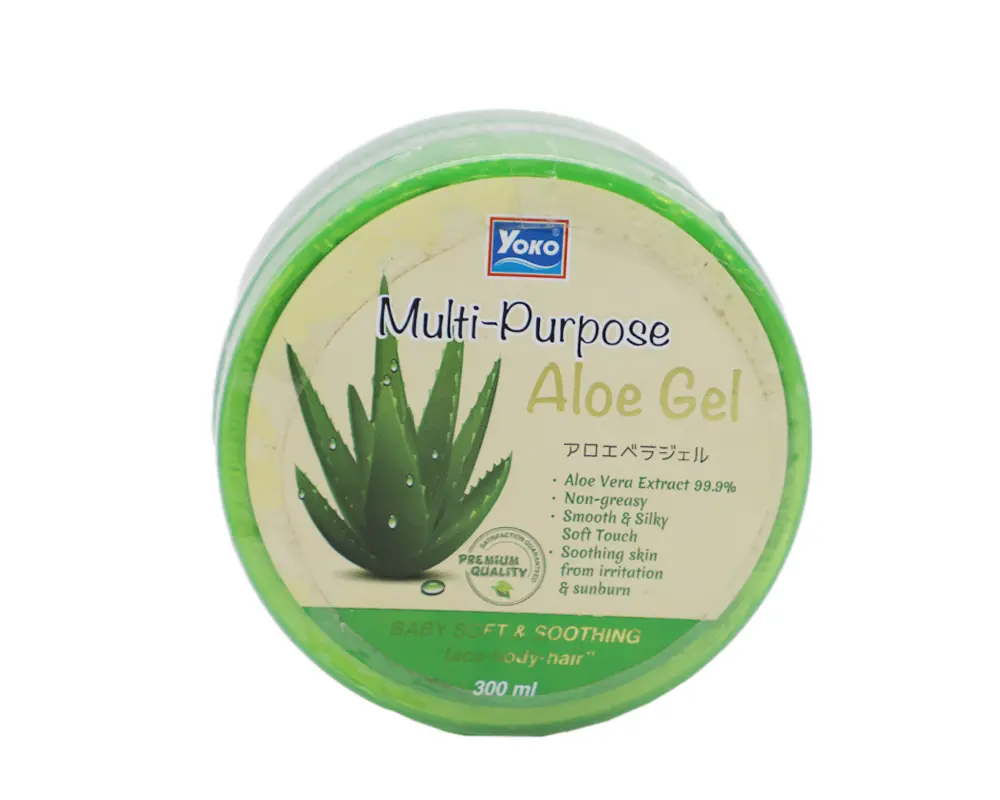 YOKO®
Multi-Purpose
Aloe Gel
アロエベラジェル
• Aloe Vera Extract 99.9%
• Non-greasy
• Smooth & Silky
Soft Touch
• Soothing skin
from irritation
& sunburn
SATISFACTION GUARANTEED
PREMIUM
QUALITY
BABY SOFT & SOOTHING
"face-body-hair"
300 ml